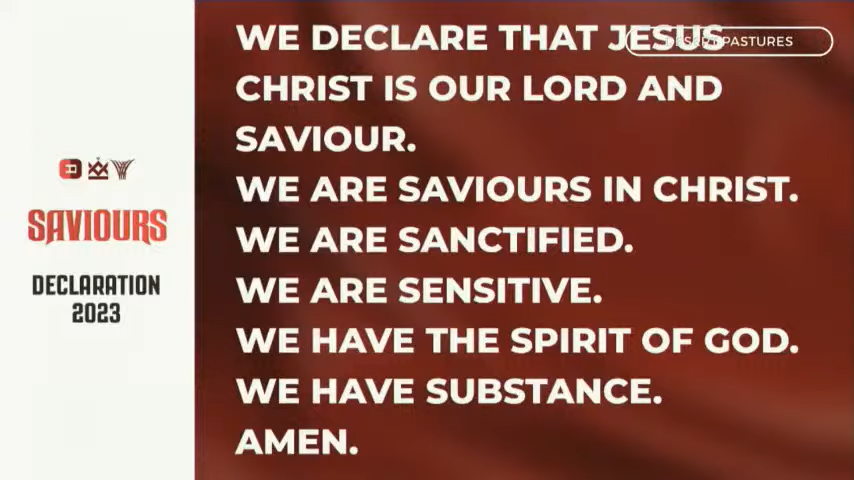 WE DECLARE THAT JESUS
CHRIST IS OUR LORD AND
SAVIOUR.
WE ARE SAVIOURS IN CHRIST.
WE ARE SANCTIFIED.
WE ARE SENSITIVE.
WE HAVE THE SPIRIT OF GOD.
WE HAVE SUBSTANCE.
AMEN.
PASTURES
SAVIOURS
DECLARATION
2023